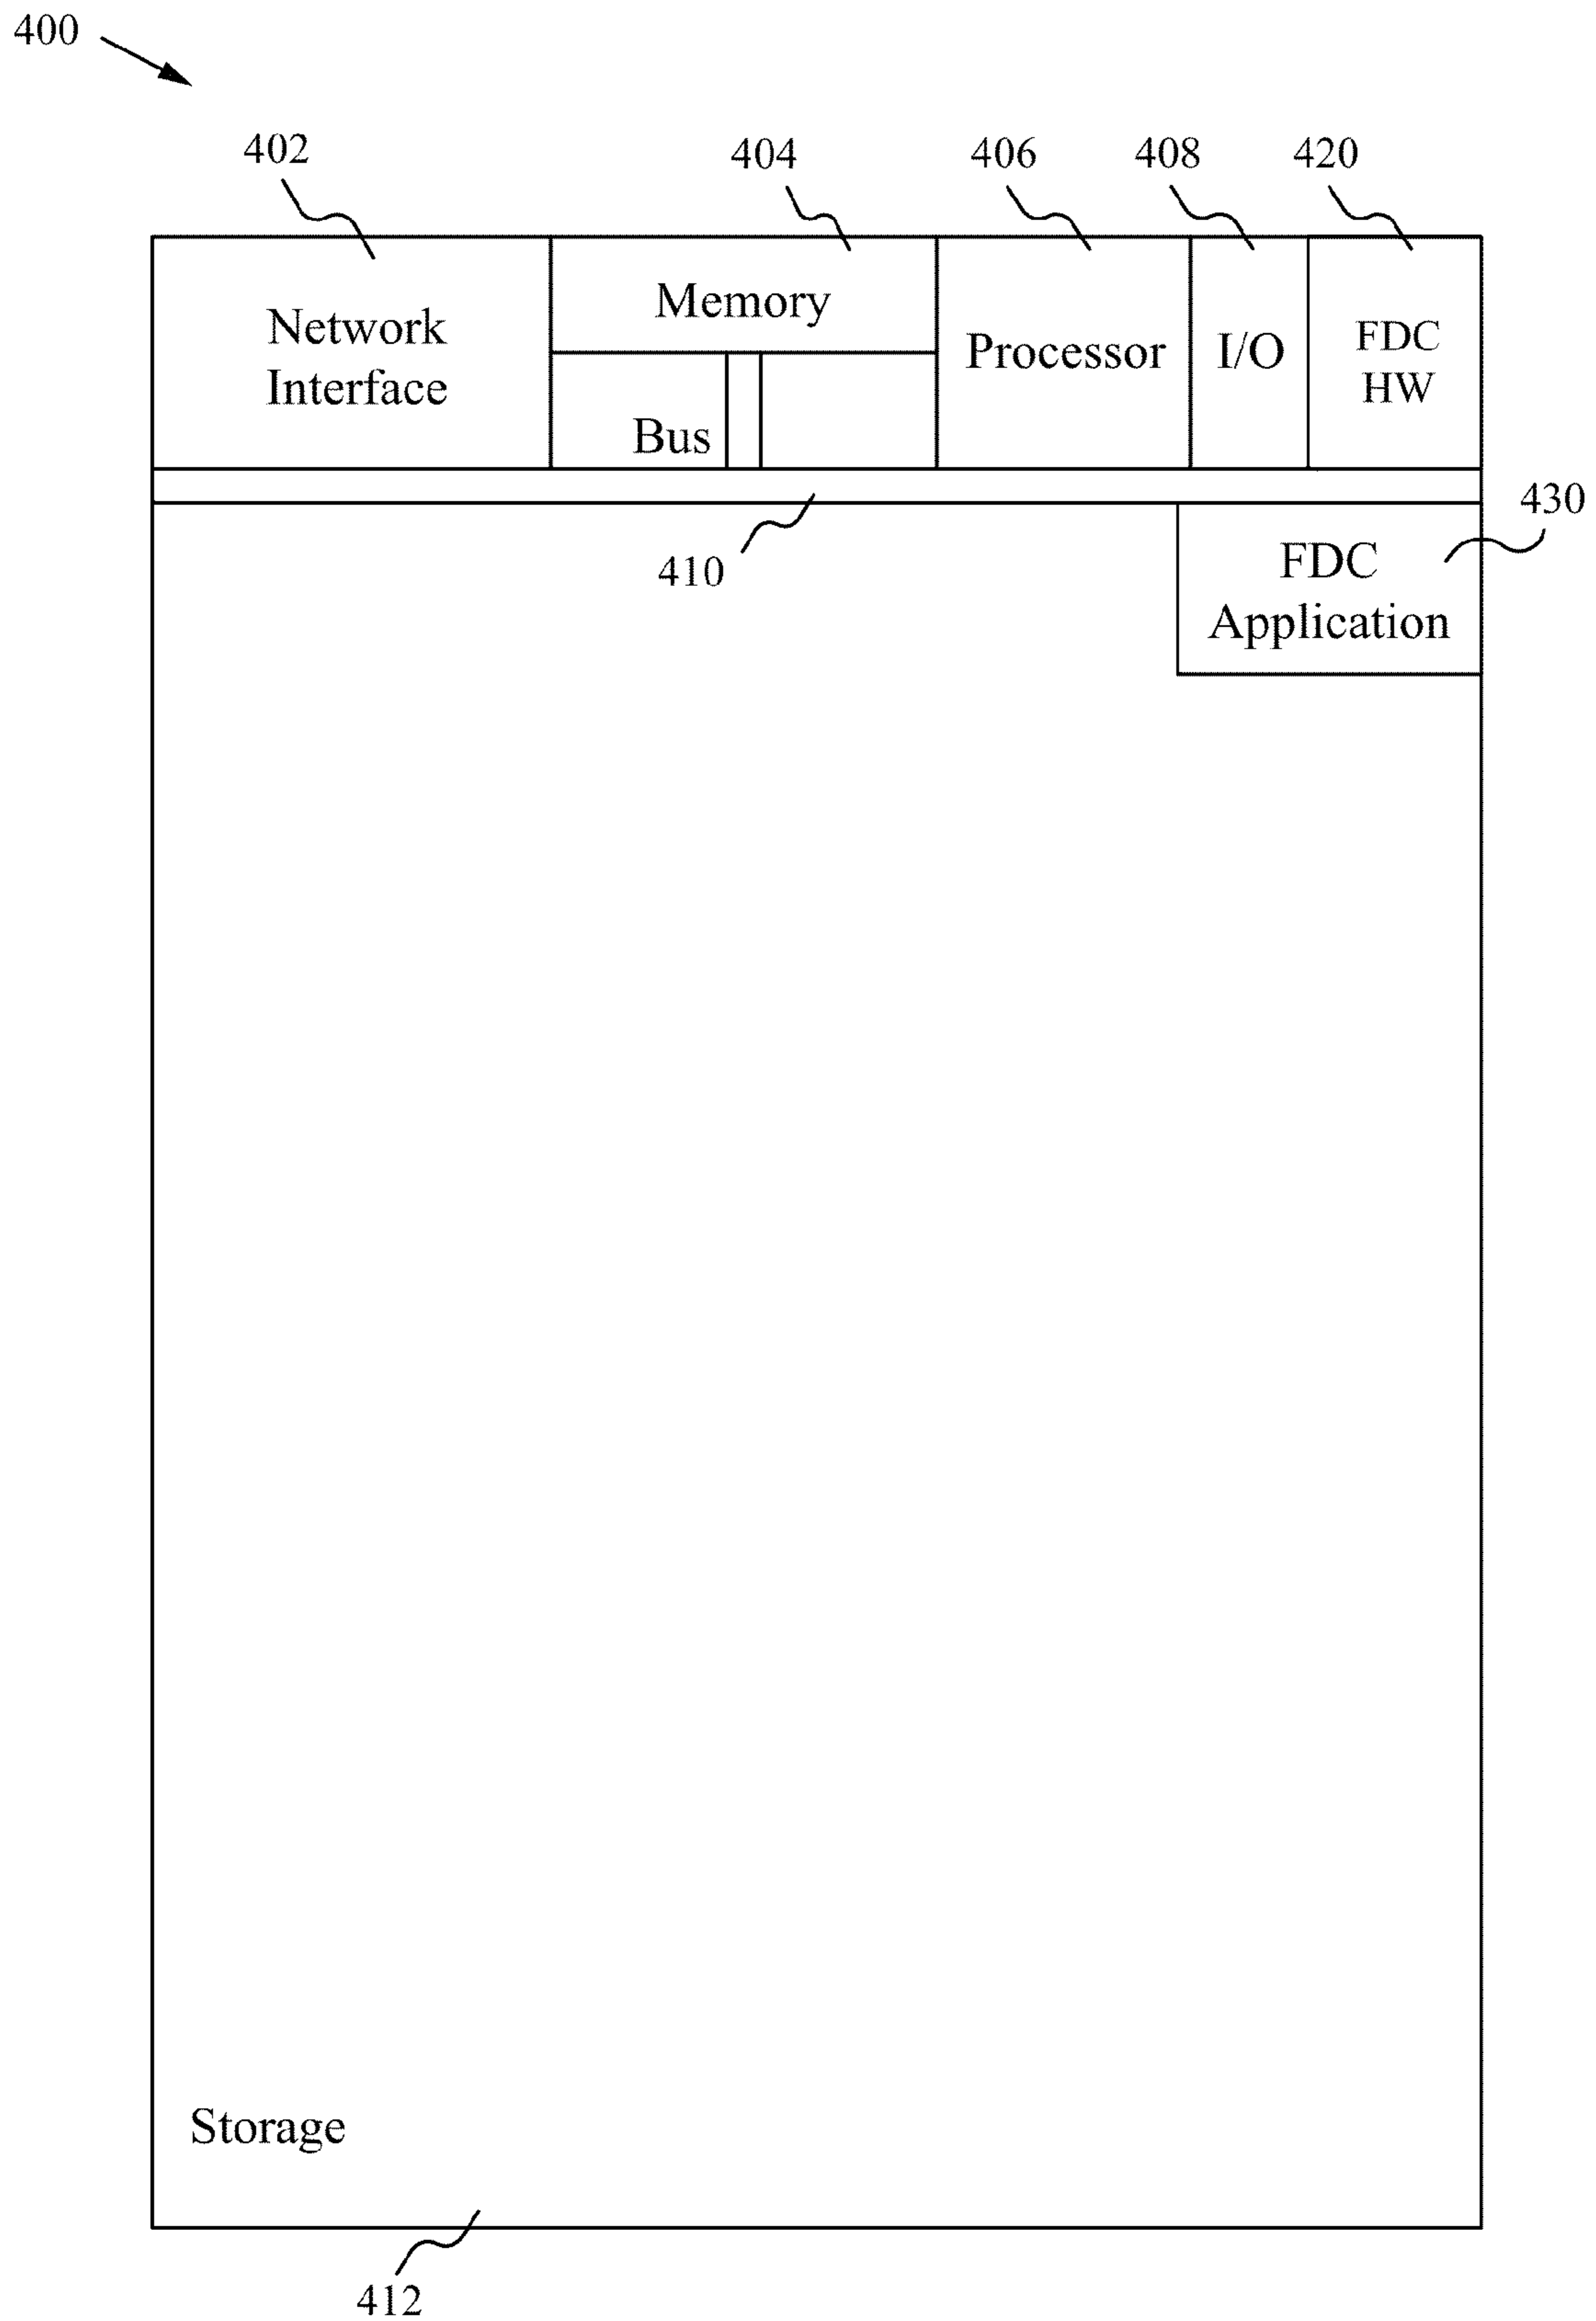 400
402
404
406
408
420
Network
Interface
Memory
Bus
Processor
I/O
FDC
HW
410
430
FDC
Application
Storage
412